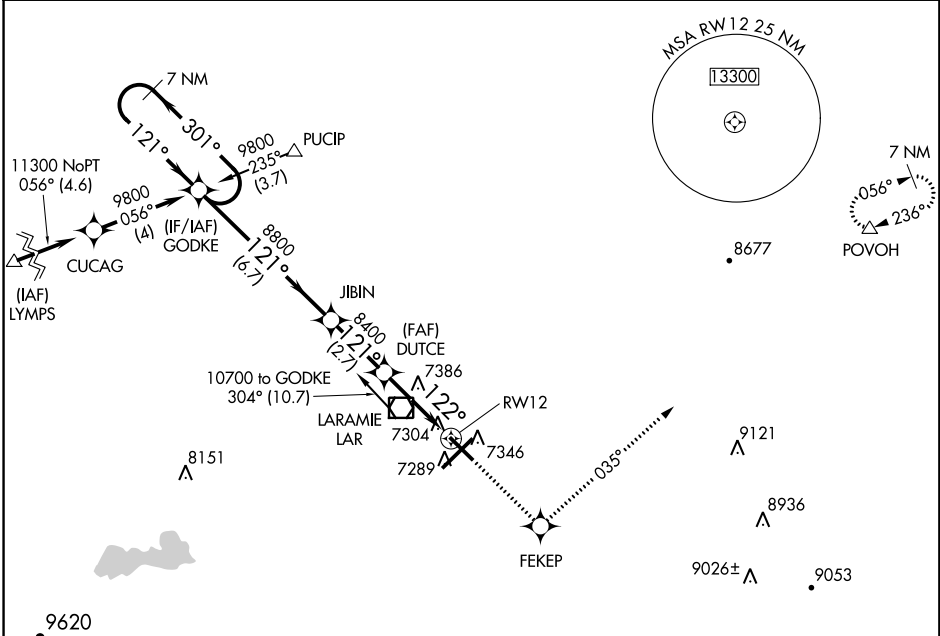 MSA RW12 25 NM
13300
7 NM
121°
301°
PUCIP
9800
235°
(3.7)
11300 NoPT
056° (4.6)
9800
056°
(4)
(IF/IAF)
GODKE
CUCAG
(IAF)
LYMPS
7 NM
056°
236°
POVOH
8677
8800
121°
(6.7)
JIBIN
8400
121°
(2.7)
(FAF)
DUTCE
7386
10700 to GODKE
304° (10.7)
122°
RW12
LARAMIE
LAR
7304
7346
7289
8151
035°
9121
8936
FEKEP
9026±
9053
9620